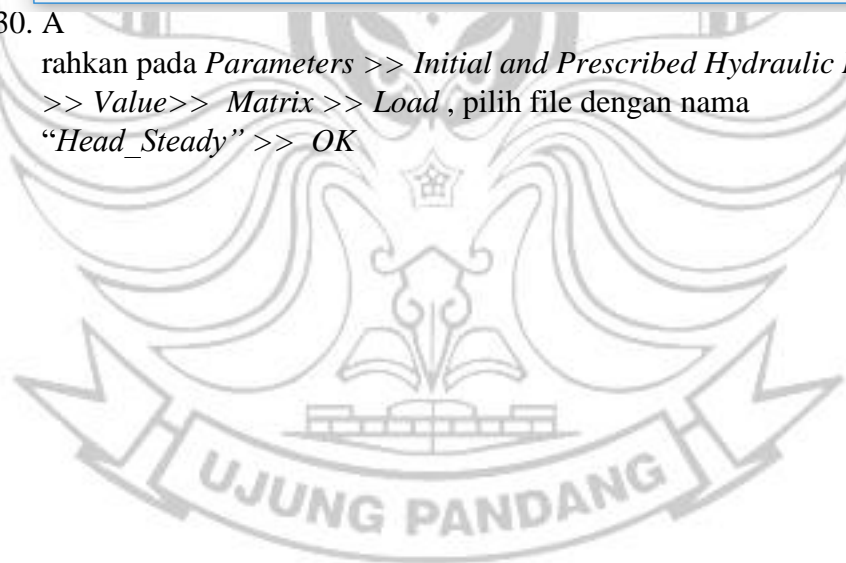 30. A
rahkan pada Parameters >> Initial and Prescribed Hydraulic
>> Value>> Matrix >> Load , pilih file dengan nama
“Head_Steady” >> OK
UJUNG PANDANG